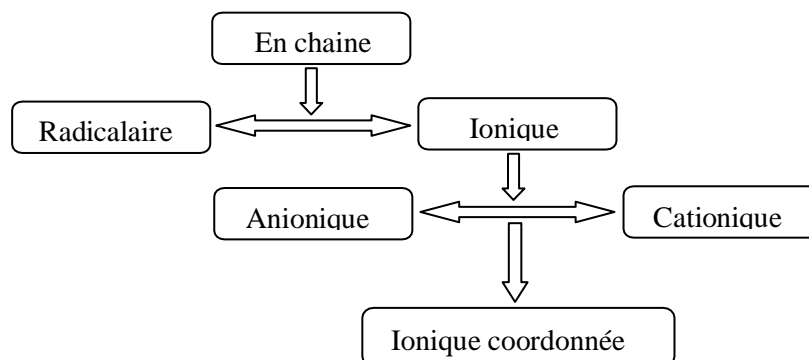 En chaine
Radicalaire
Ionique
Anionique
Cationique
Ionique coordonnée